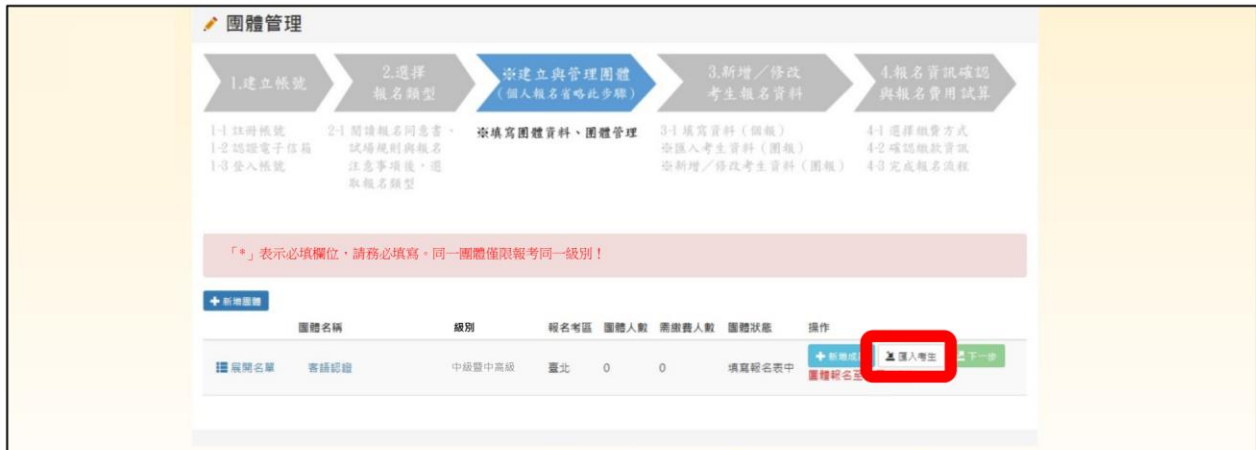 團體管理
1.建立帳號
2.選擇
報名類型
※建立與管理團體
(個人報名省略此步驟)
3.新增／修改
考生報名資料
4.報名資訊確認
與報名費用試算
1-1 註冊帳號
1-2 認證電子信箱
1-3 登入帳號
2-1 閱讀報名同意書、
試場規則與報名
注意事項後，選
取報名類型
※填寫團體資料、團體管理
3-1 填寫資料（個報）
※匯入考生資料（團報）
※新增／修改考生資料（團報）
4-1 選擇繳費方式
4-2 確認繳款資訊
4-3 完成報名流程
「*」表示必填欄位，請務必填寫。同一團體僅限報考同一級別！
新增團體
團體名稱 級別 報名考區 團體人數 需繳費人數 團體狀態 操作
展開名單 客語認證 中級暨中高級 臺北 0 0 填寫報名表中 新增成 匯入考生 下一步
團體報名至